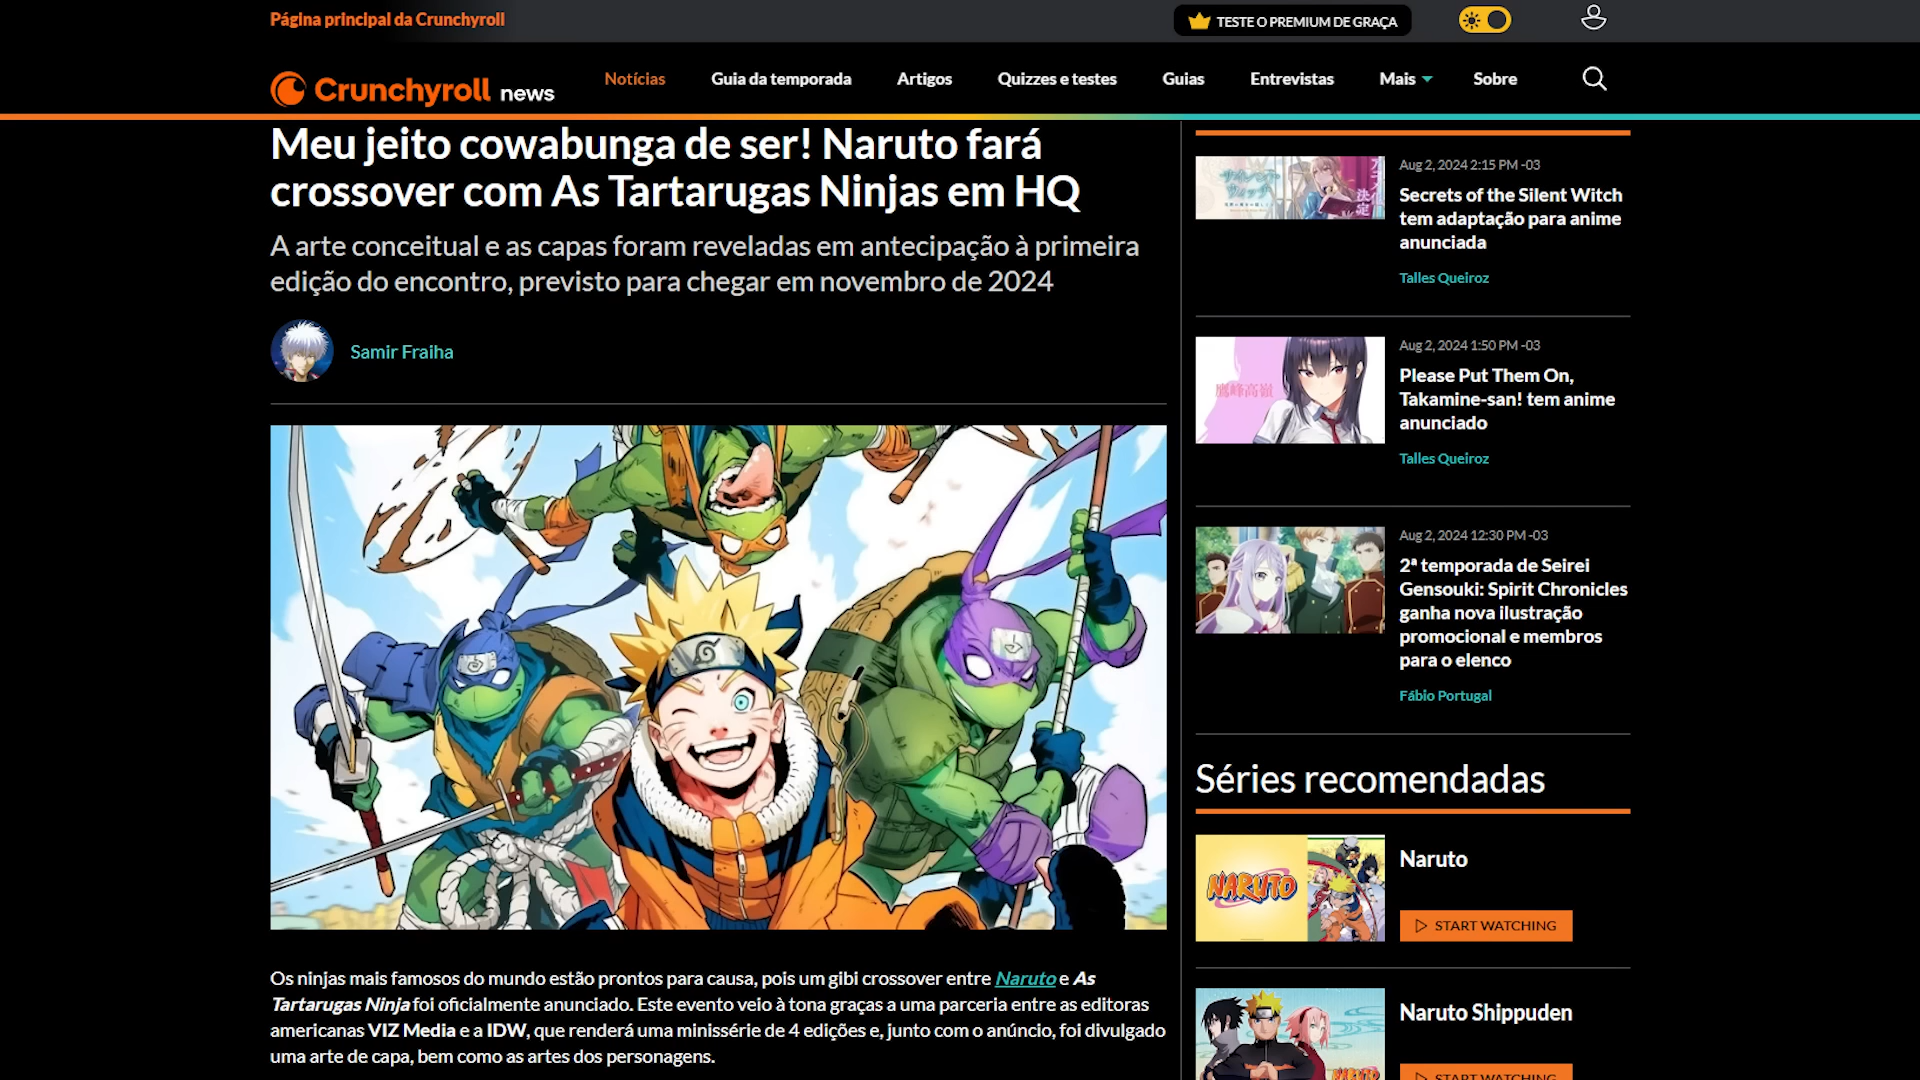 Página principal da Crunchyroll
TESTE O PREMIUM DE GRAÇA
Crunchyroll news
Notícias
Guia da temporada
Artigos
Quizzes e testes
Guias
Entrevistas
Mais
Sobre
Meu jeito cowabunga de ser! Naruto fará
crossover com As Tartarugas Ninjas em HQ
A arte conceitual e as capas foram reveladas em antecipação à primeira
edição do encontro, previsto para chegar em novembro de 2024
Samir Fraiha
Os ninjas mais famosos do mundo estão prontos para causa, pois um gibi crossover entre Naruto e As
Tartarugas Ninja foi oficialmente anunciado. Este evento veio à tona graças a uma parceria entre as editoras
americanas VIZ Media e a IDW, que renderá uma minissérie de 4 edições e, junto com o anúncio, foi divulgado
uma arte de capa, bem como as artes dos personagens.
Aug 2, 2024 2:15 PM -03
Secrets of the Silent Witch
tem adaptação para anime
anunciada
Talles Queiroz
Aug 2, 2024 1:50 PM -03
鷹峰高嶺
Please Put Them On,
Takamine-san! tem anime
anunciado
Talles Queiroz
Aug 2, 2024 12:30 PM -03
2ª temporada de Seirei
Gensouki: Spirit Chronicles
ganha nova ilustração
promocional e membros
para o elenco
Fábio Portugal
Séries recomendadas
NARUTO
Naruto
START WATCHING
Naruto Shippuden
NARUTO
START WATCHING